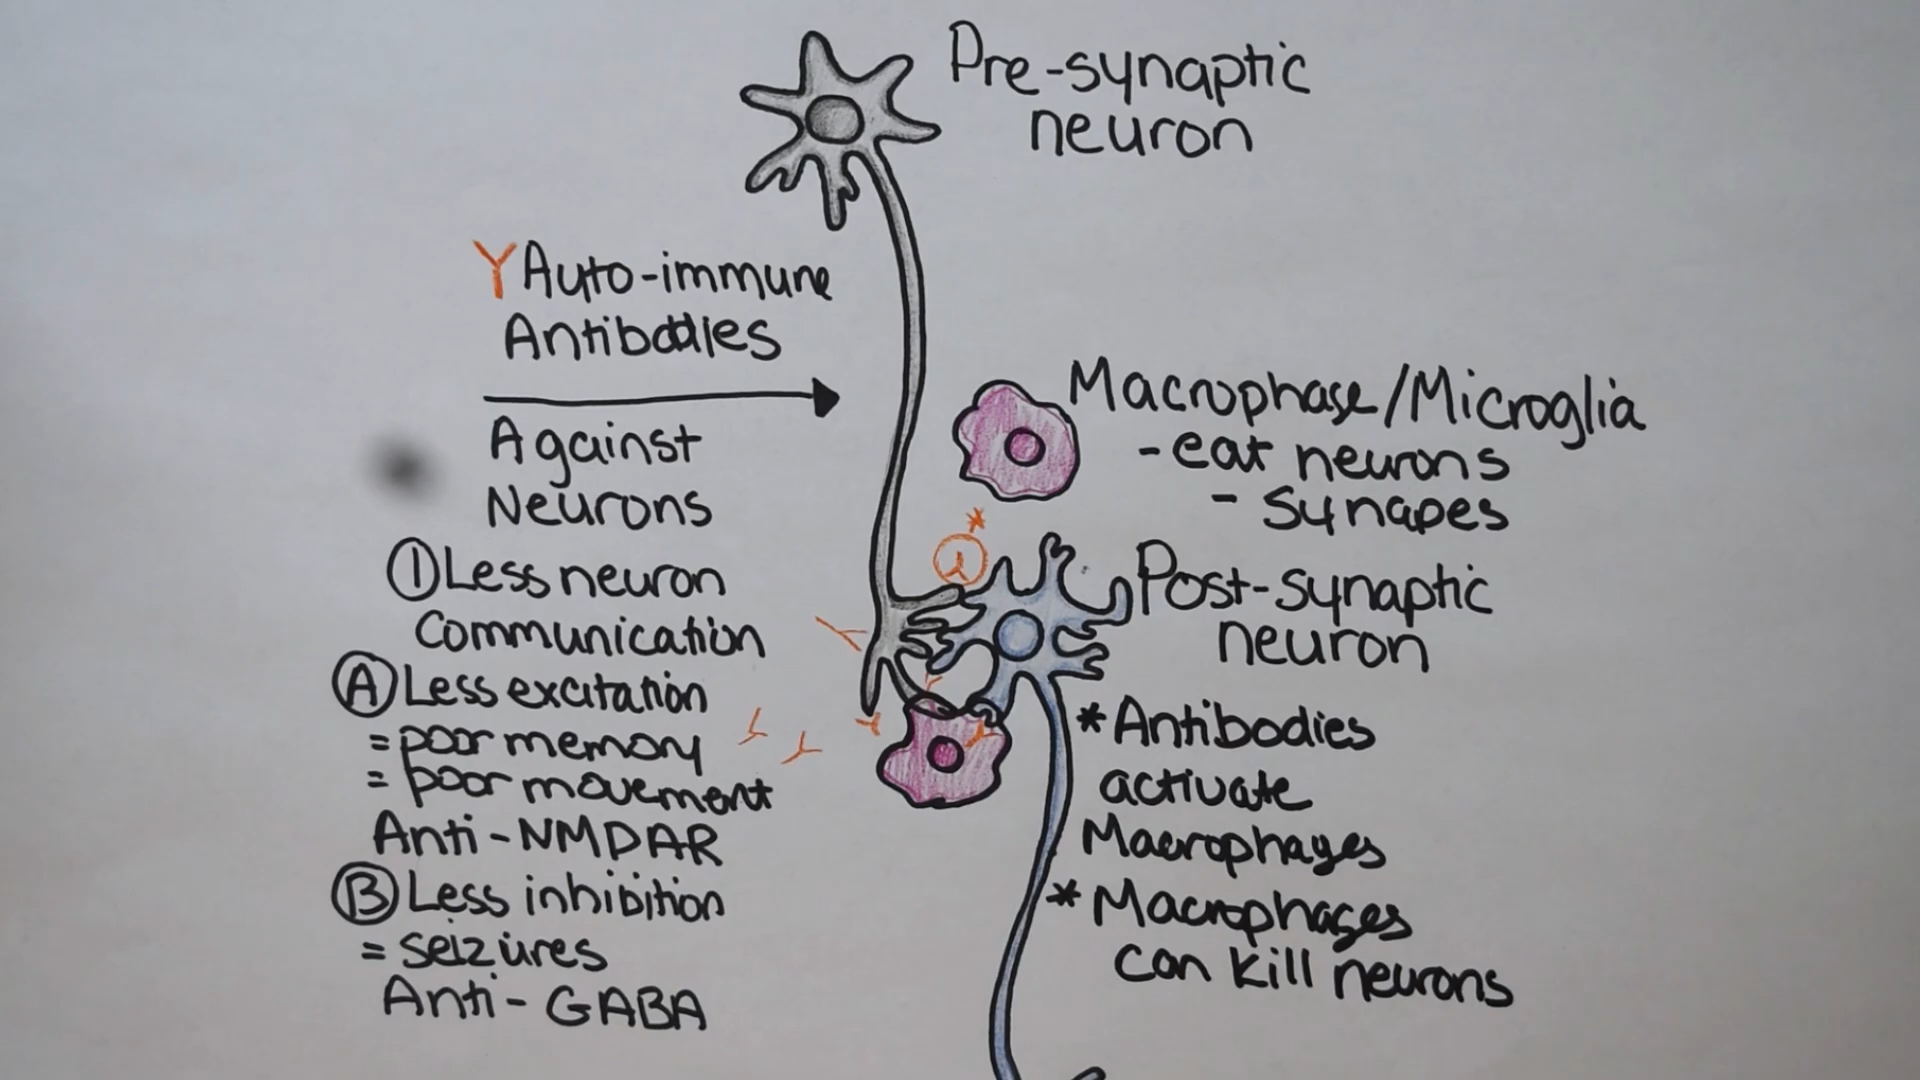 Pre-synaptic
neuron
Auto-immune
Antibodies
Against
Neurons
① Less neuron
Communication
Ⓐ Less excitation
= poor memory
= poor movement
Anti-NMDAR
Ⓑ Less inhibition
= seizures
Anti-GABA
Macrophage/Microglia
- eat neurons
- synapes
Post-synaptic
neuron
* Antibodies
activate
Macrophages
* Macrophages
can kill neurons